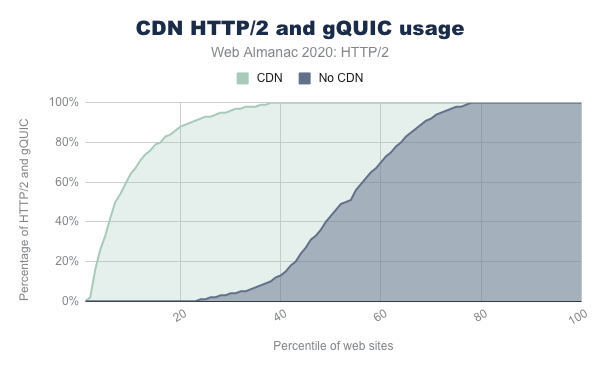 CDN HTTP/2 and gQUIC usage
Web Almanac 2020: HTTP/2
CDN No CDN
Percentage of HTTP/2 and gQUIC
100%
80%
60%
40%
20%
0%
20 40 60 80 100
Percentile of web sites